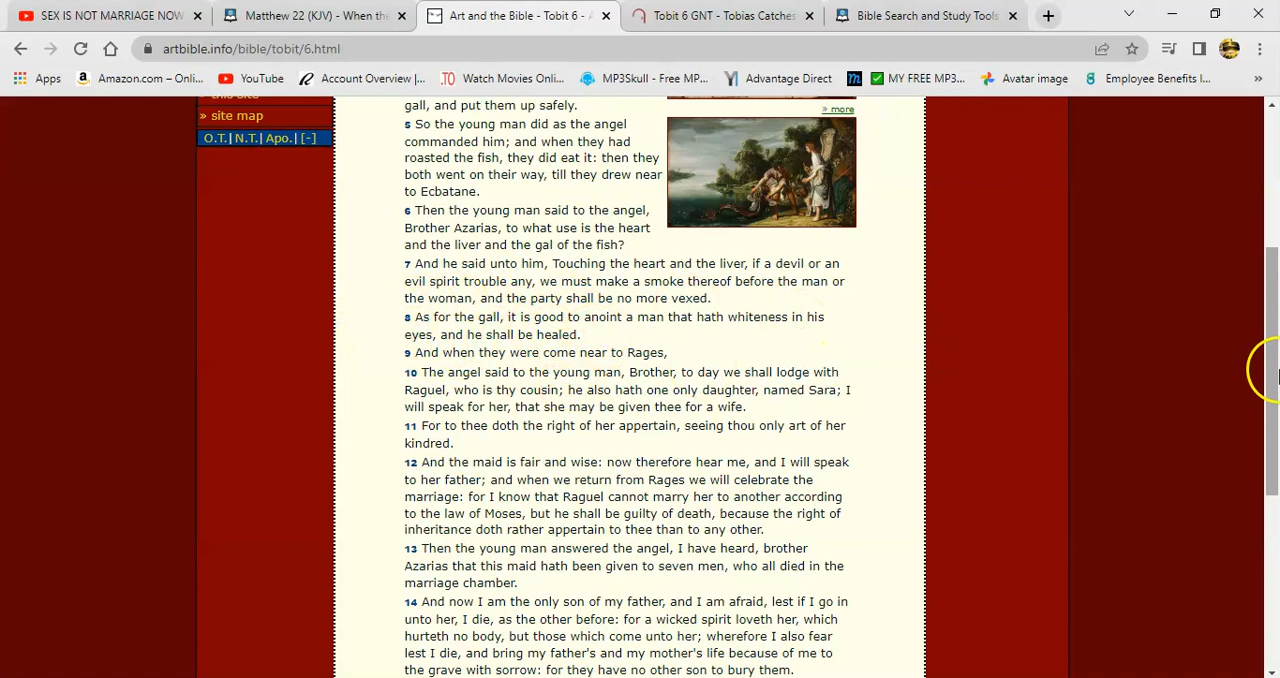 SEX IS NOT MARRIAGE NOW
Matthew 22 (KJV) - When the
Art and the Bible - Tobit 6 - A
Tobit 6 GNT - Tobias Catches
Bible Search and Study Tools
artbible.info/bible/tobit/6.html
Apps
Amazon.com – Onli...
YouTube
Account Overview |...
TO Watch Movies Onl...
MP3Skull - Free MP...
Advantage Direct
m MY FREE MP3...
Avatar image
Employee Benefits I...
»
» this site
» site map
O.T.| N.T.| Apo.| [-]
gall, and put them up safely.
» more
5 So the young man did as the angel
commanded him; and when they had
roasted the fish, they did eat it: then they
both went on their way, till they drew near
to Ecbatane.
6 Then the young man said to the angel,
Brother Azarias, to what use is the heart
and the liver and the gal of the fish?
7 And he said unto him, Touching the heart and the liver, if a devil or an
evil spirit trouble any, we must make a smoke thereof before the man or
the woman, and the party shall be no more vexed.
8 As for the gall, it is good to anoint a man that hath whiteness in his
eyes, and he shall be healed.
9 And when they were come near to Rages,
10 The angel said to the young man, Brother, to day we shall lodge with
Raguel, who is thy cousin; he also hath one only daughter, named Sara; I
will speak for her, that she may be given thee for a wife.
11 For to thee doth the right of her appertain, seeing thou only art of her
kindred.
12 And the maid is fair and wise: now therefore hear me, and I will speak
to her father; and when we return from Rages we will celebrate the
marriage: for I know that Raguel cannot marry her to another according
to the law of Moses, but he shall be guilty of death, because the right of
inheritance doth rather appertain to thee than to any other.
13 Then the young man answered the angel, I have heard, brother
Azarias that this maid hath been given to seven men, who all died in the
marriage chamber.
14 And now I am the only son of my father, and I am afraid, lest if I go in
unto her, I die, as the other before: for a wicked spirit loveth her, which
hurteth no body, but those which come unto her; wherefore I also fear
lest I die, and bring my father's and my mother's life because of me to
the grave with sorrow: for they have no other son to bury them.